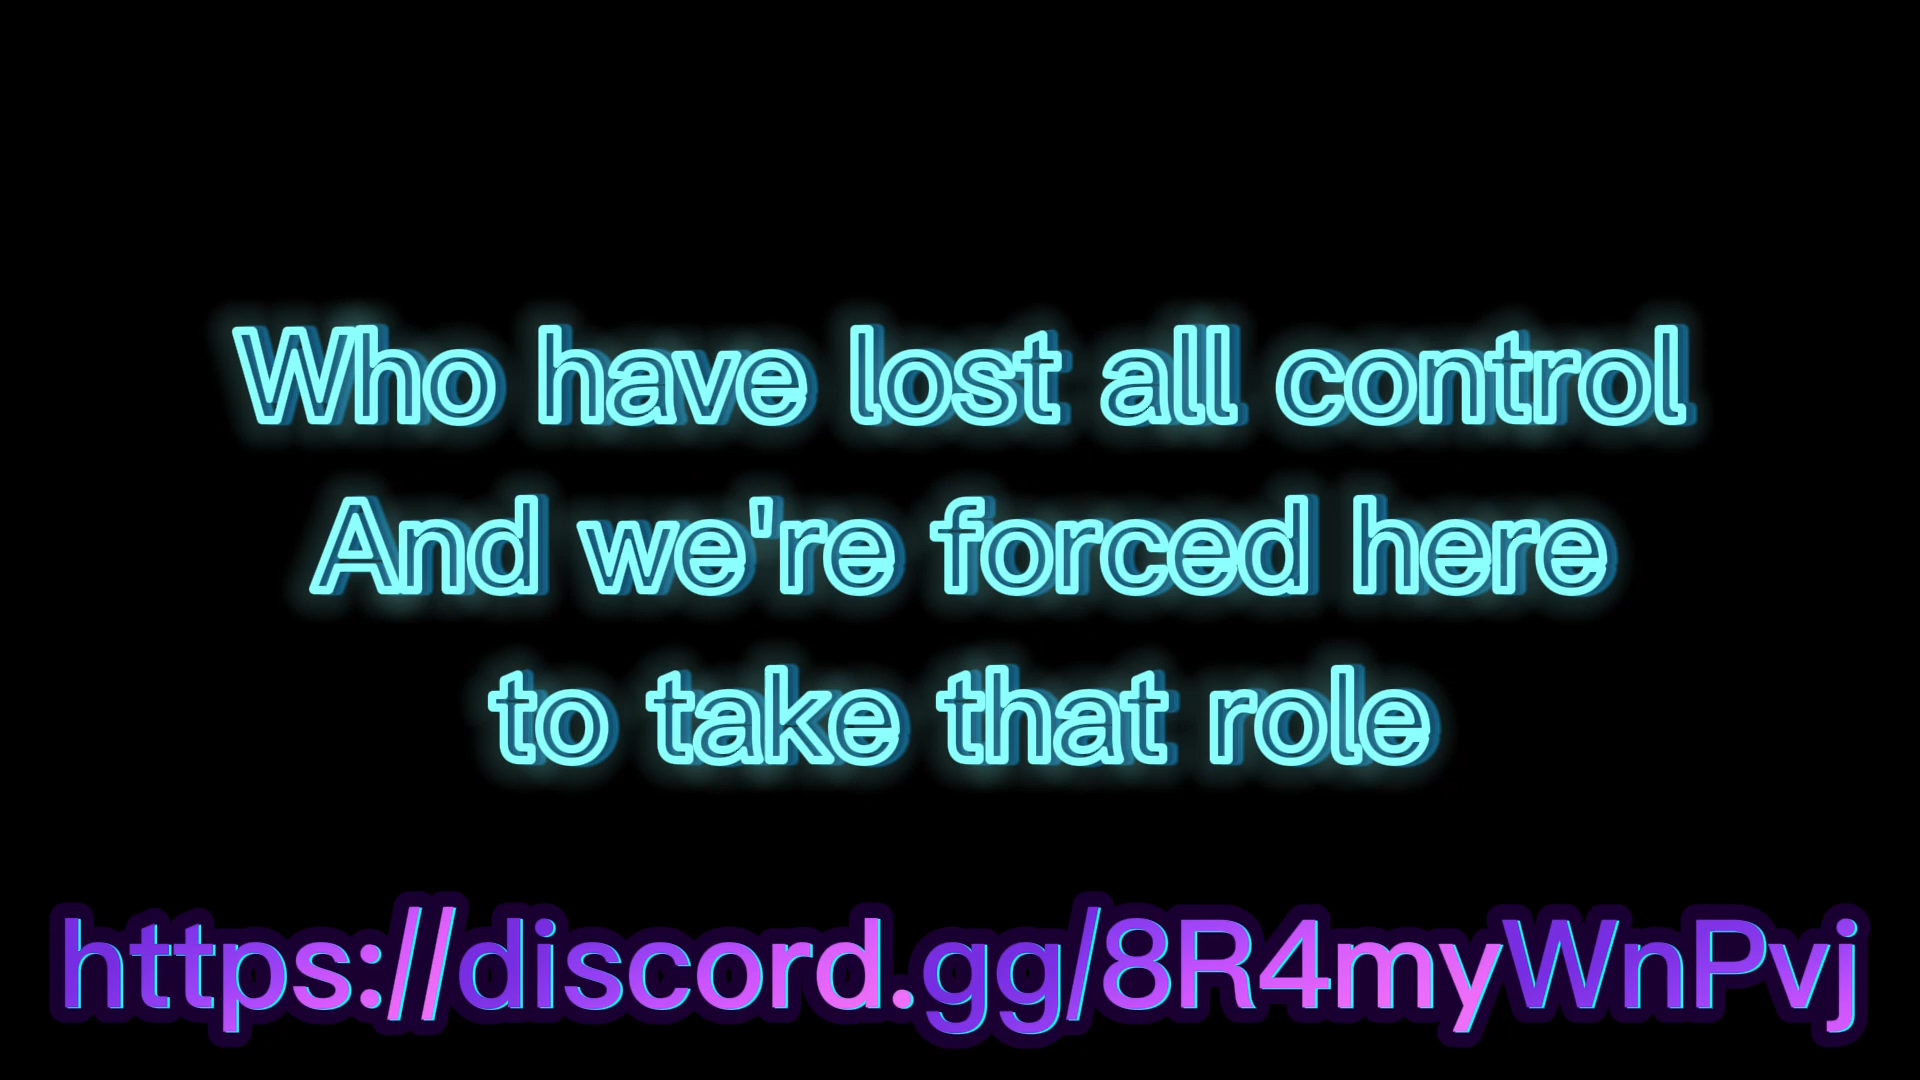 Who have lost all control
And we're forced here
to take that role
https://discord.gg/8R4myWnPvj